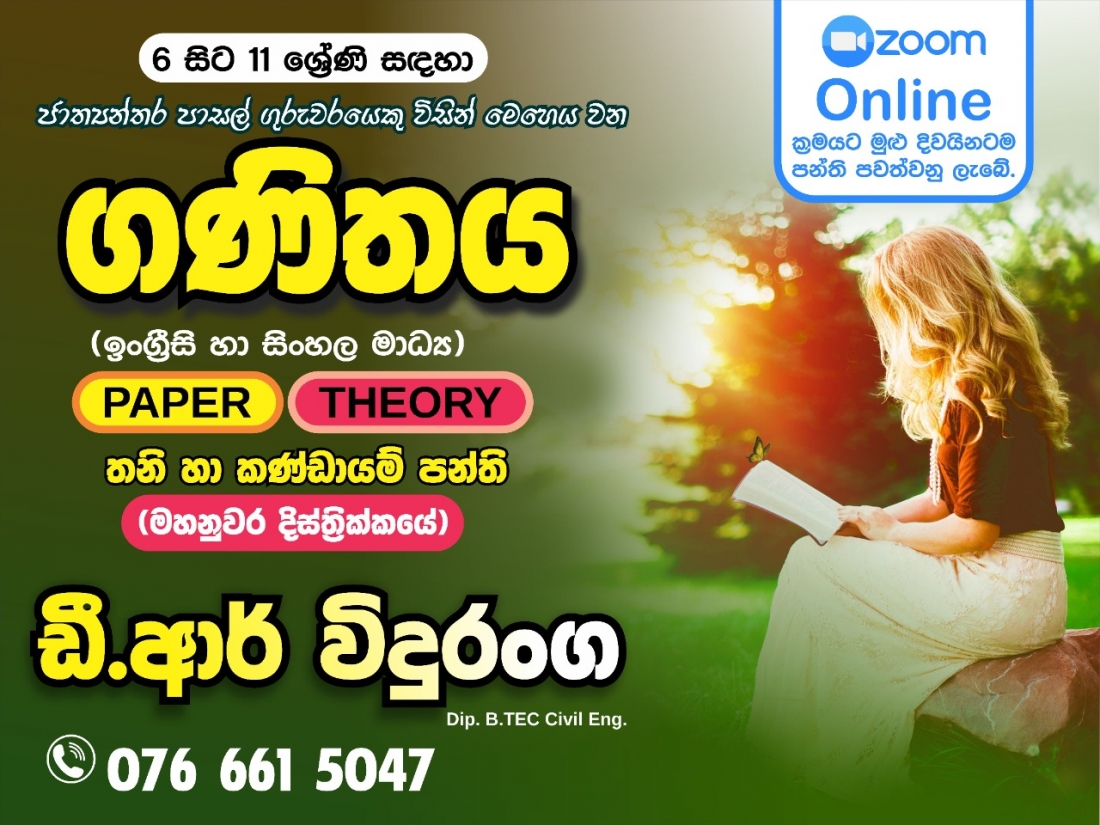 6 සිට 11 ශ්‍රේණි සඳහා
ජාත්‍යන්තර පාසල් ගුරුවරයෙකු විසින් මෙහෙය වන
ගණිතය
(ඉංග්‍රීසි හා සිංහල මාධ්‍ය)
PAPER THEORY
තනි හා කණ්ඩායම් පන්ති
(මහනුවර දිස්ත්‍රික්කයේ)
ඩී.ආර් විදුරංග
Dip. B.TEC Civil Eng.
076 661 5047
zoom
Online
ක්‍රමයට මුළු දිවයිනටම
පන්ති පවත්වනු ලැබේ.